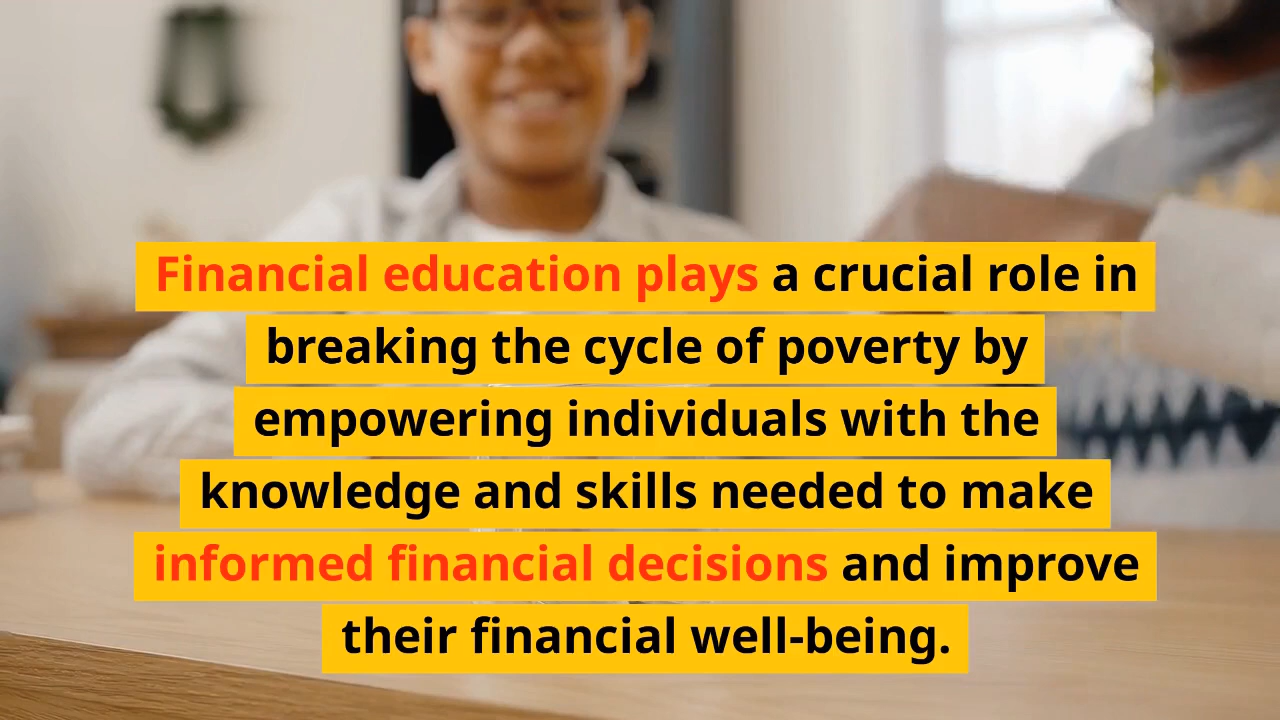 Financial education plays a crucial role in
breaking the cycle of poverty by
empowering individuals with the
knowledge and skills needed to make
informed financial decisions and improve
their financial well-being.